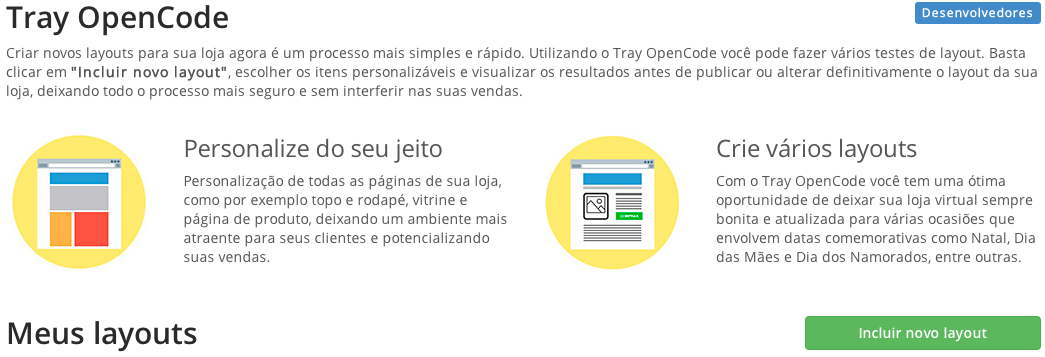 Tray OpenCode
Desenvolvedores
Criar novos layouts para sua loja agora é um processo mais simples e rápido. Utilizando o Tray OpenCode você pode fazer vários testes de layout. Basta
clicar em "Incluir novo layout", escolher os itens personalizáveis e visualizar os resultados antes de publicar ou alterar definitivamente o layout da sua
loja, deixando todo o processo mais seguro e sem interferir nas suas vendas.
Personalize do seu jeito
Personalização de todas as páginas de sua loja,
como por exemplo topo e rodapé, vitrine e
página de produto, deixando um ambiente mais
atraente para seus clientes e potencializando
suas vendas.
COMPRAR
Crie vários layouts
Com o Tray OpenCode você tem uma ótima
oportunidade de deixar sua loja virtual sempre
bonita e atualizada para várias ocasiões que
envolvem datas comemorativas como Natal, Dia
das Mães e Dia dos Namorados, entre outras.
Meus layouts
Incluir novo layout